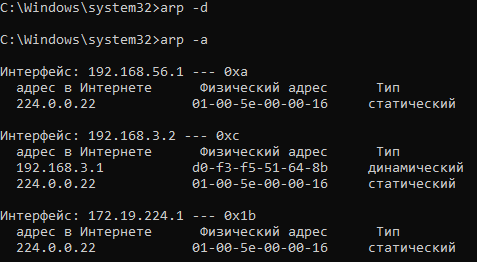 C:\Windows\system32>arp -d
C:\Windows\system32>arp -a
Интерфейс: 192.168.56.1 --- 0xa
адрес в Интернете Физический адрес Тип
224.0.0.22 01-00-5e-00-00-16 статический
Интерфейс: 192.168.3.2 --- 0xc
адрес в Интернете Физический адрес Тип
192.168.3.1 d0-f3-f5-51-64-8b динамический
224.0.0.22 01-00-5e-00-00-16 статический
Интерфейс: 172.19.224.1 --- 0x1b
адрес в Интернете Физический адрес Тип
224.0.0.22 01-00-5e-00-00-16 статический